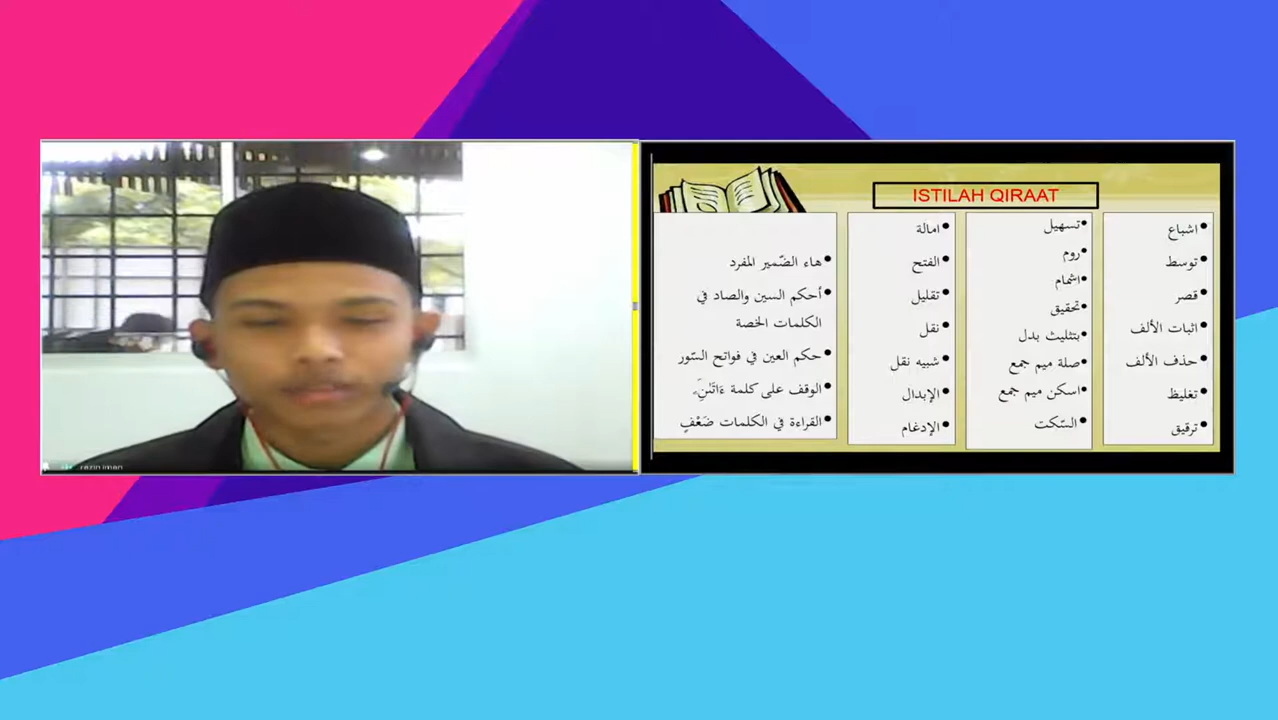 ISTILAH QIRAAT
• اشباع
• توسط
• قصر
• اثبات الألف
• حذف الألف
• تغليظ
• ترقيق
• تسهيل
• روم
• اشمام
• تحقيق
• بتثليث بدل
• صلة ميم جمع
• اسكن ميم جمع
• السّكت
• امالة
• الفتح
• تقليل
• نقل
• شبيه نقل
• الإبدال
• الإدغام
• هاء الضّمير المفرد
• أحكم السين والصاد في
الكلمات الخصة
• حكم العين في فواتح السّور
• الوقف على كلمة
• القراءة في الكلمات ضَعْفٍ